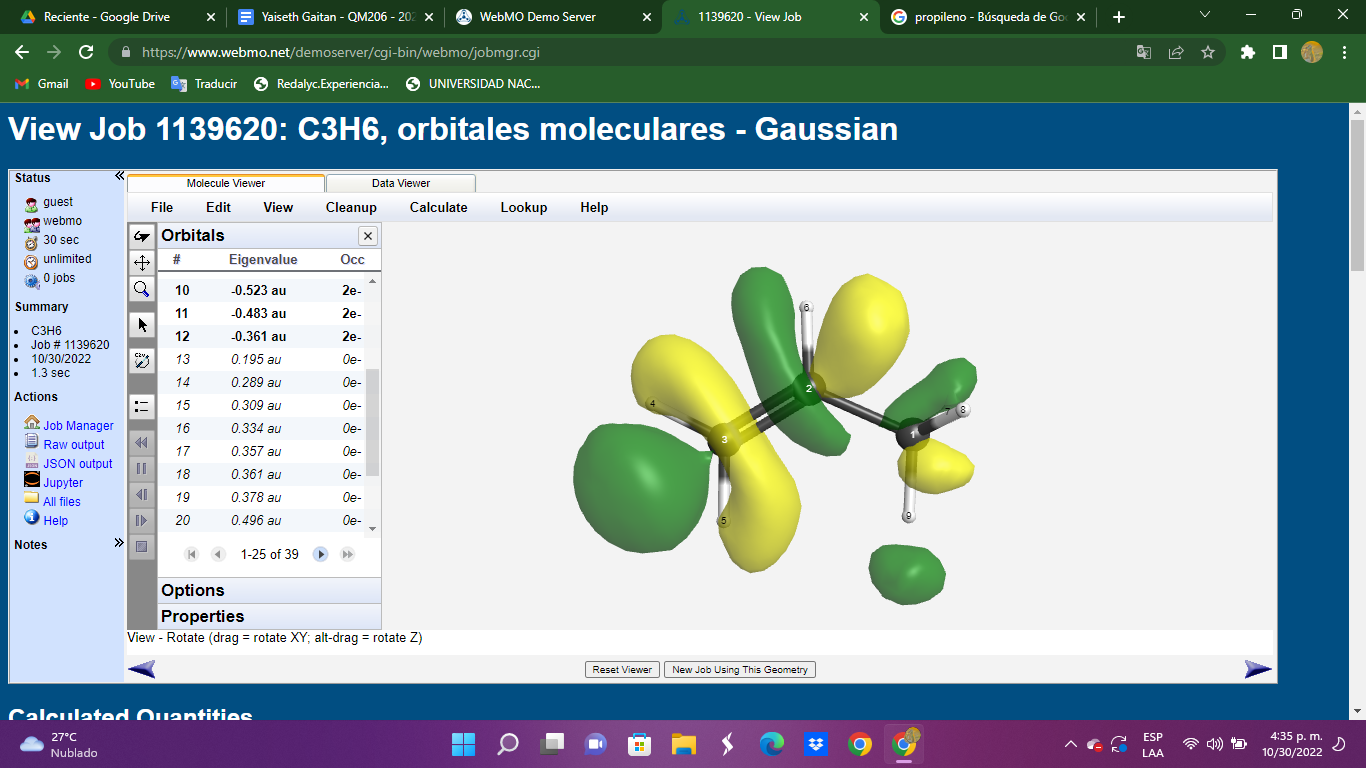 Reciente - Google Drive
Yaiseth Gaitan - QM206 - 202
WebMO Demo Server
1139620 - View Job
propileno - Búsqueda de Go
https://www.webmo.net/demoserver/cgi-bin/webmo/jobmgr.cgi
Gmail
YouTube
Traducir
Redalyc.Experiencia...
UNIVERSIDAD NAC...
View Job 1139620: C3H6, orbitales moleculares - Gaussian
Status
guest
webmo
30 sec
unlimited
0 jobs
Summary
C3H6
Job # 1139620
10/30/2022
1.3 sec
Actions
Job Manager
Raw output
JSON output
Jupyter
All files
Help
Notes
Molecule Viewer
Data Viewer
File Edit View Cleanup Calculate Lookup Help
Orbitals
# Eigenvalue Occ
10 -0.523 au 2e-
11 -0.483 au 2e-
12 -0.361 au 2e-
13 0.195 au 0e-
14 0.289 au 0e-
15 0.309 au 0e-
16 0.334 au 0e-
17 0.357 au 0e-
18 0.361 au 0e-
19 0.378 au 0e-
20 0.496 au 0e-
1-25 of 39
Options
Properties
6
2
4
7
8
3
1
5
9
View - Rotate (drag = rotate XY; alt-drag = rotate Z)
Reset Viewer
New Job Using This Geometry
Calculated Quantities
27°C
Nublado
ESP
LAA
4:35 p. m.
10/30/2022